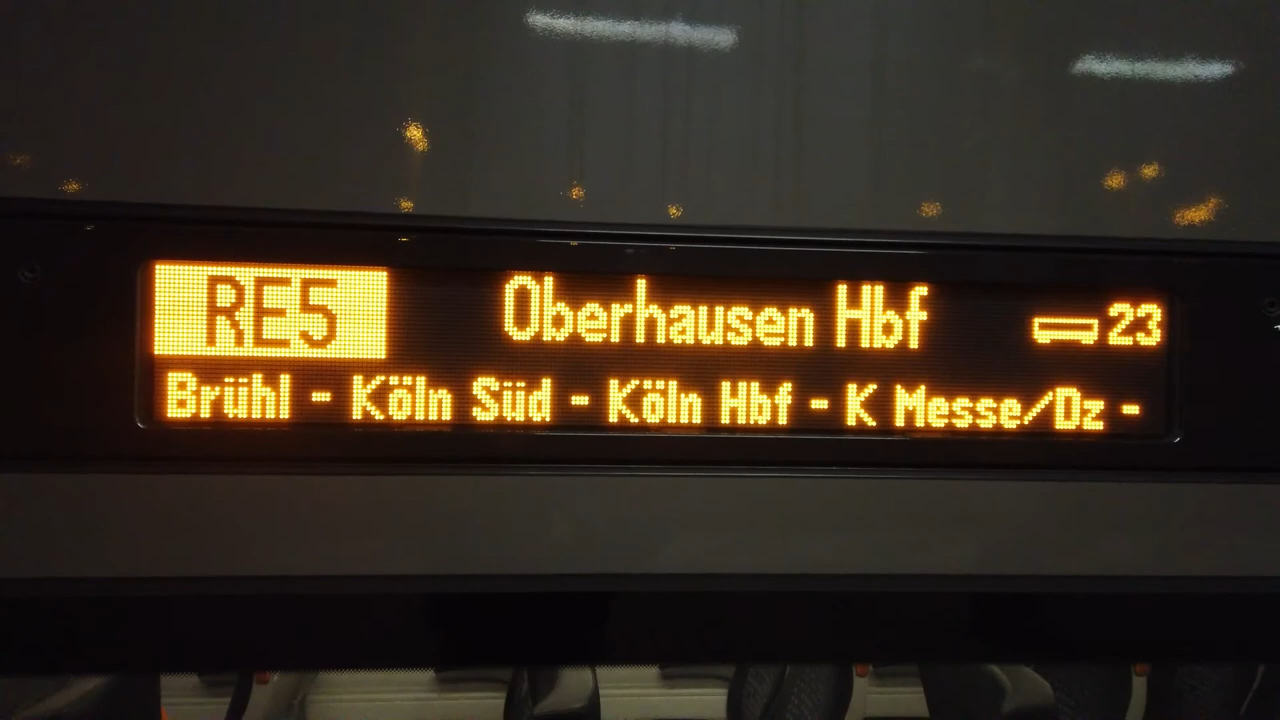 RE5 Oberhausen Hbf 23
Brühl - Köln Süd - Köln Hbf - K Messe/Dz -